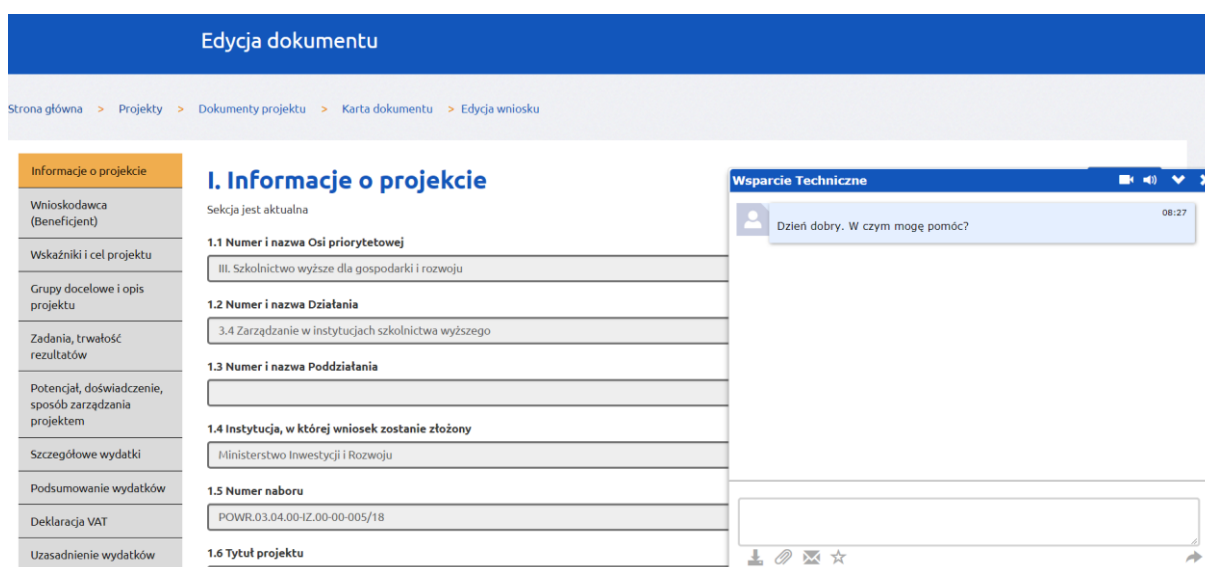 Edycja dokumentu
Strona główna > Projekty > Dokumenty projektu > Karta dokumentu > Edycja wniosku
Informacje o projekcie
Wnioskodawca
(Beneficjent)
Wskaźniki i cel projektu
Grupy docelowe i opis
projektu
Zadania, trwałość
rezultatów
Potencjał, doświadczenie,
sposób zarządzania
projektem
Szczegółowe wydatki
Podsumowanie wydatków
Deklaracja VAT
Uzasadnienie wydatków
I. Informacje o projekcie
Sekcja jest aktualna
1.1 Numer i nazwa Osi priorytetowej
III. Szkolnictwo wyższe dla gospodarki i rozwoju
1.2 Numer i nazwa Działania
3.4 Zarządzanie w instytucjach szkolnictwa wyższego
1.3 Numer i nazwa Poddziałania
1.4 Instytucja, w której wniosek zostanie złożony
Ministerstwo Inwestycji i Rozwoju
1.5 Numer naboru
POWR.03.04.00-IZ.00-00-005/18
1.6 Tytuł projektu
Wsparcie Techniczne
08:27
Dzień dobry. W czym mogę pomóc?